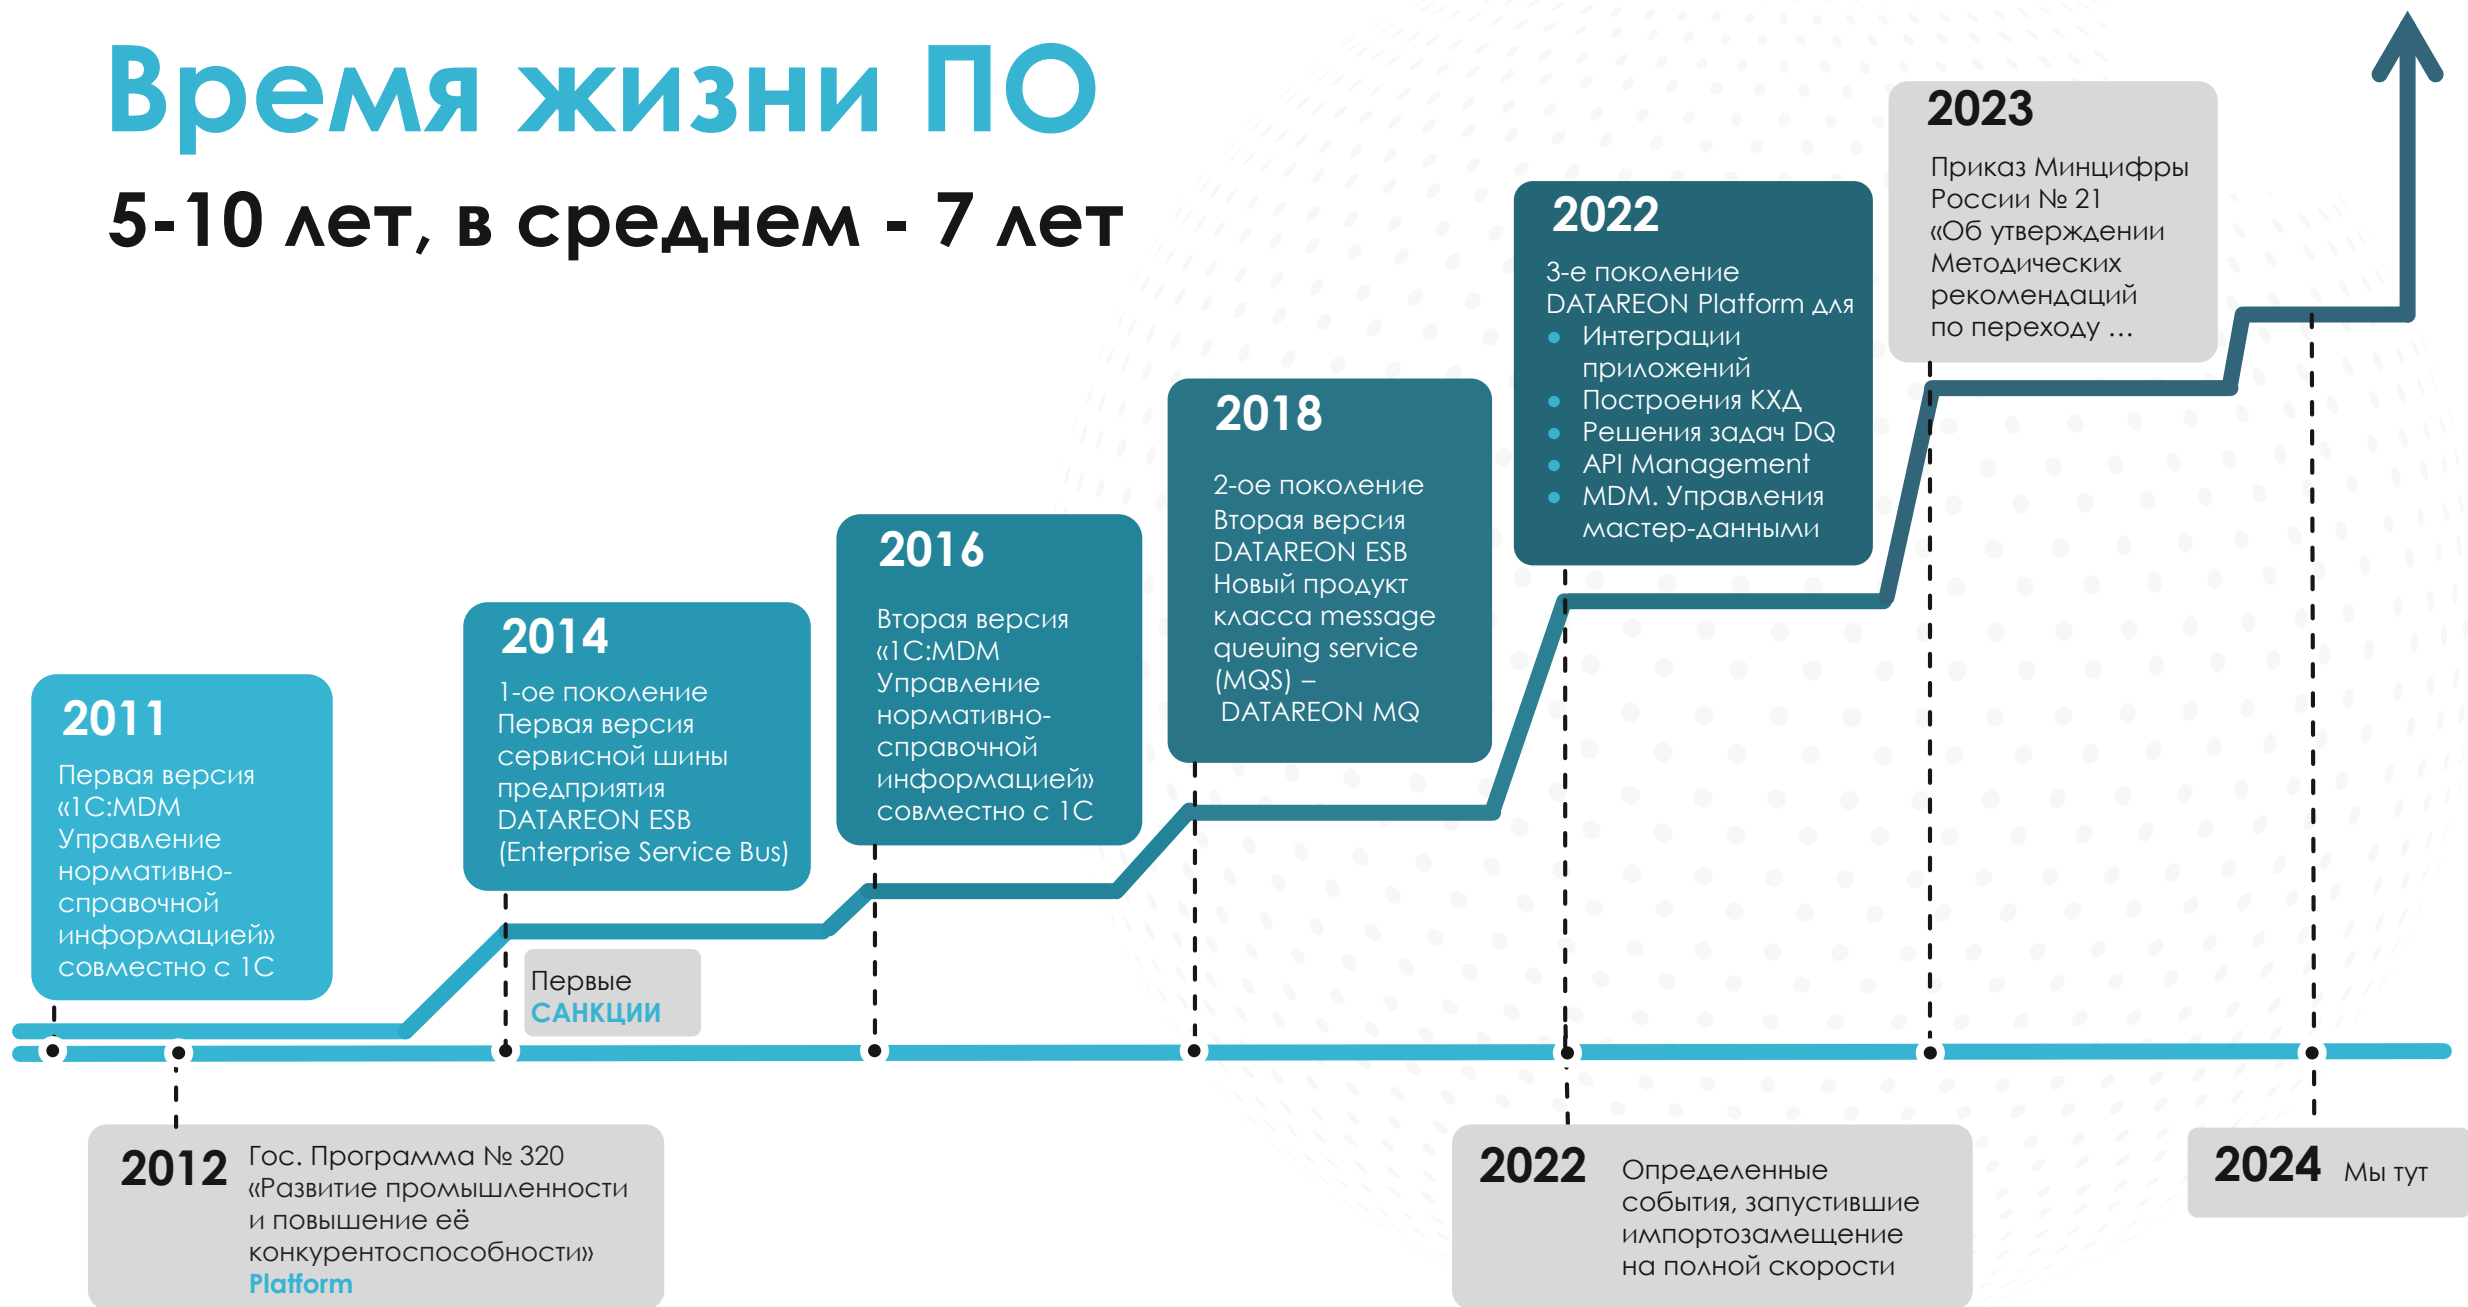 Время жизни ПО
5-10 лет, в среднем - 7 лет
2011
Первая версия
«1С:MDM
Управление
нормативно-
справочной
информацией»
совместно с 1С
2014
1-ое поколение
Первая версия
сервисной шины
предприятия
DATAREON ESB
(Enterprise Service Bus)
Первые
САНКЦИИ
2016
Вторая версия
«1С:MDM
Управление
нормативно-
справочной
информацией»
совместно с 1С
2018
2-ое поколение
Вторая версия
DATAREON ESB
Новый продукт
класса message
queuing service
(MQS) –
DATAREON MQ
2022
3-е поколение
DATAREON Platform для
• Интеграции
приложений
• Построения КХД
• Решения задач DQ
• API Management
• MDM. Управления
мастер-данными
2023
Приказ Минцифры
России № 21
«Об утверждении
Методических
рекомендаций
по переходу ...
2012
Гос. Программа № 320
«Развитие промышленности
и повышение её
конкурентоспособности»
Platform
2022
Определенные
события, запустившие
импортозамещение
на полной скорости
2024 Мы тут